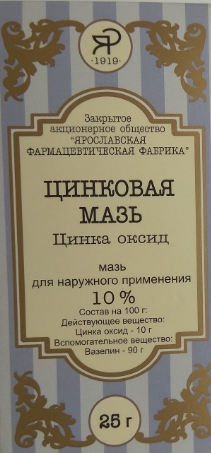 ЯР
·1919·
Закрытое
акционерное общество
"ЯРОСЛАВСКАЯ
ФАРМАЦЕВТИЧЕСКАЯ ФАБРИКА"
ЦИНКОВАЯ
МАЗЬ
Цинка оксид
мазь
для наружного применения
10 %
Состав на 100 г:
Действующее вещество:
Цинка оксид - 10 г
Вспомогательное вещество:
Вазелин - 90 г
25 г